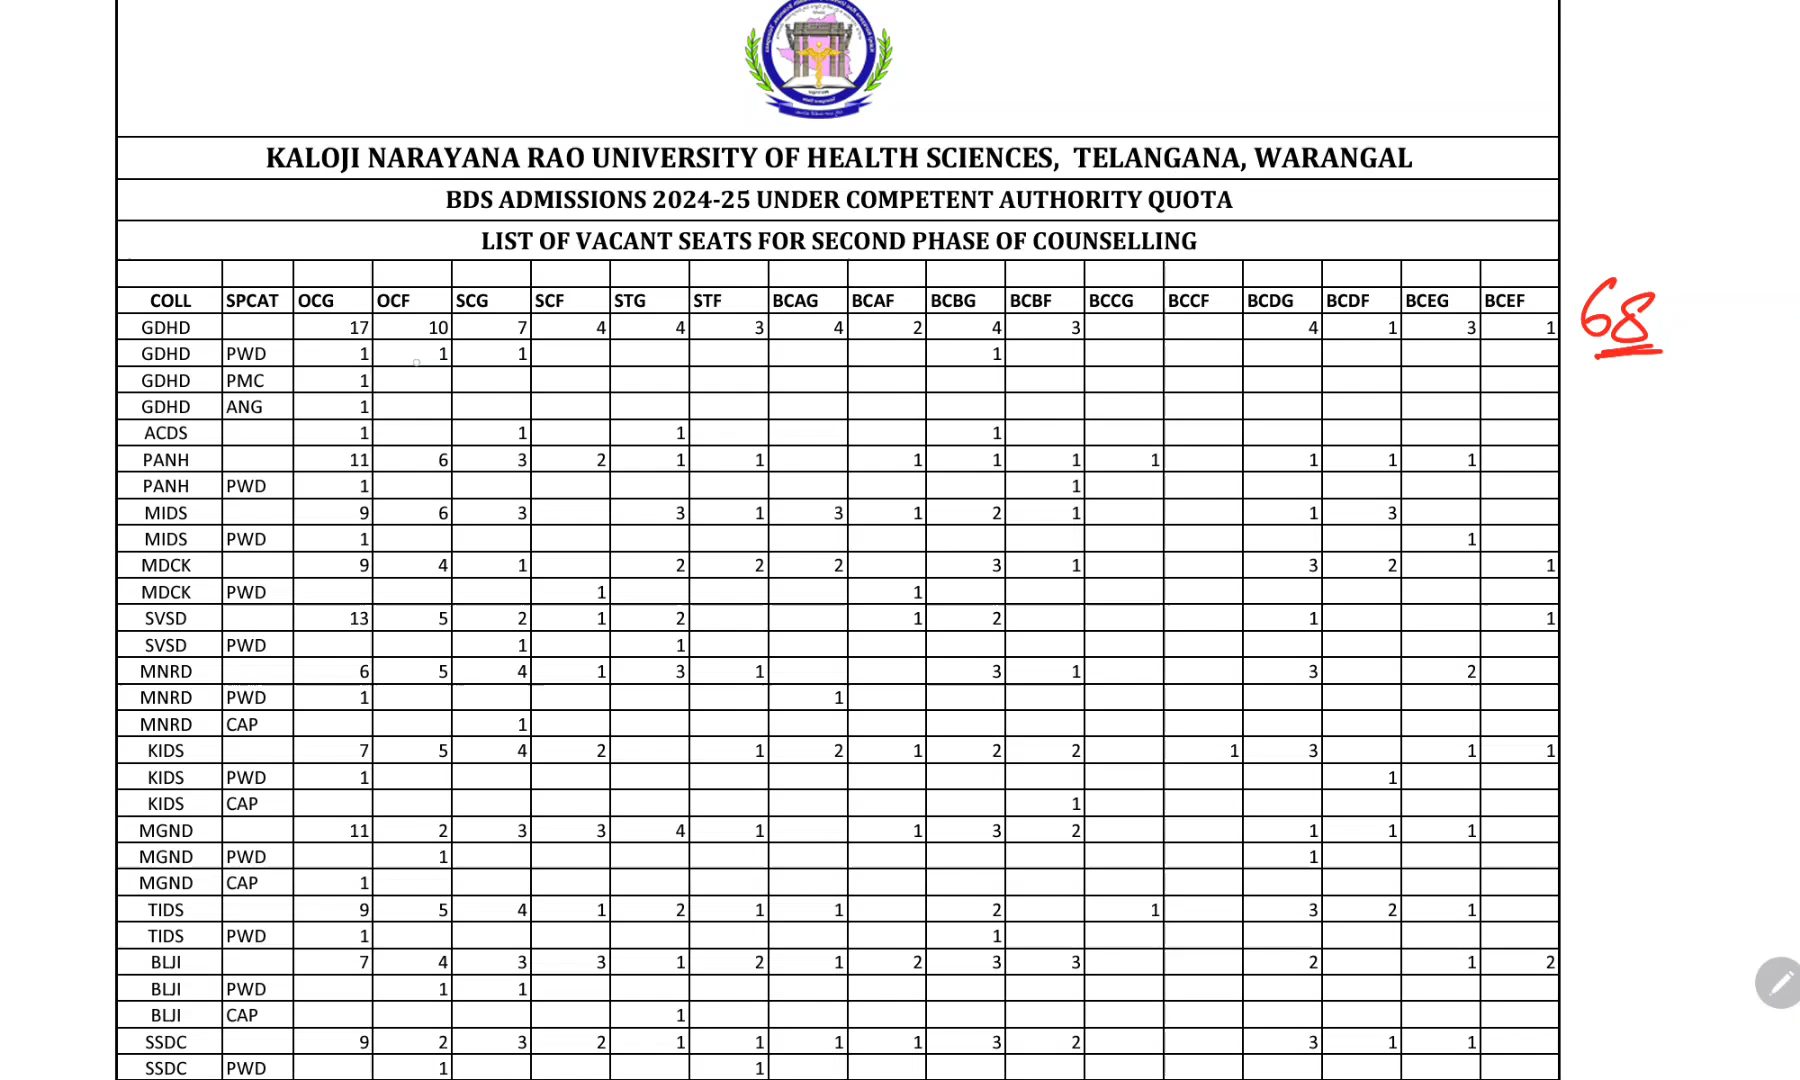 KALOJI NARAYANA RAO UNIVERSITY OF HEALTH SCIENCES, TELANGANA, WARANGAL
BDS ADMISSIONS 2024-25 UNDER COMPETENT AUTHORITY QUOTA
LIST OF VACANT SEATS FOR SECOND PHASE OF COUNSELLING
COLL SPCAT OCG OCF SCG SCF STG STF BCAG BCAF BCBG BCBF BCCG BCCF BCDG BCDF BCEG BCEF
GDHD 17 10 7 4 4 3 4 2 4 3 4 1 3 1 68
GDHD PWD 1 1 1 1
GDHD PMC 1
GDHD ANG 1
ACDS 1 1 1 1
PANH 11 6 3 2 1 1 1 1 1 1 1 1 1
PANH PWD 1 1
MIDS 9 6 3 3 1 3 1 2 1 1 3
MIDS PWD 1 1
MDCK 9 4 1 2 2 2 3 1 3 2 1
MDCK PWD 1 1
SVSD 13 5 2 1 2 1 2 1 1
SVSD PWD 1 1
MNRD 6 5 4 1 3 1 3 1 3 2
MNRD PWD 1 1
MNRD CAP 1
KIDS 7 5 4 2 1 2 1 2 2 1 3 1 1
KIDS PWD 1 1
KIDS CAP 1
MGND 11 2 3 3 4 1 1 3 2 1 1 1
MGND PWD 1 1
MGND CAP 1
TIDS 9 5 4 1 2 1 1 2 1 3 2 1
TIDS PWD 1 1
BLJI 7 4 3 3 1 2 1 2 3 3 2 1 2
BLJI PWD 1 1
BLJI CAP 1
SSDC 9 2 3 2 1 1 1 1 3 2 3 1 1
SSDC PWD 1 1